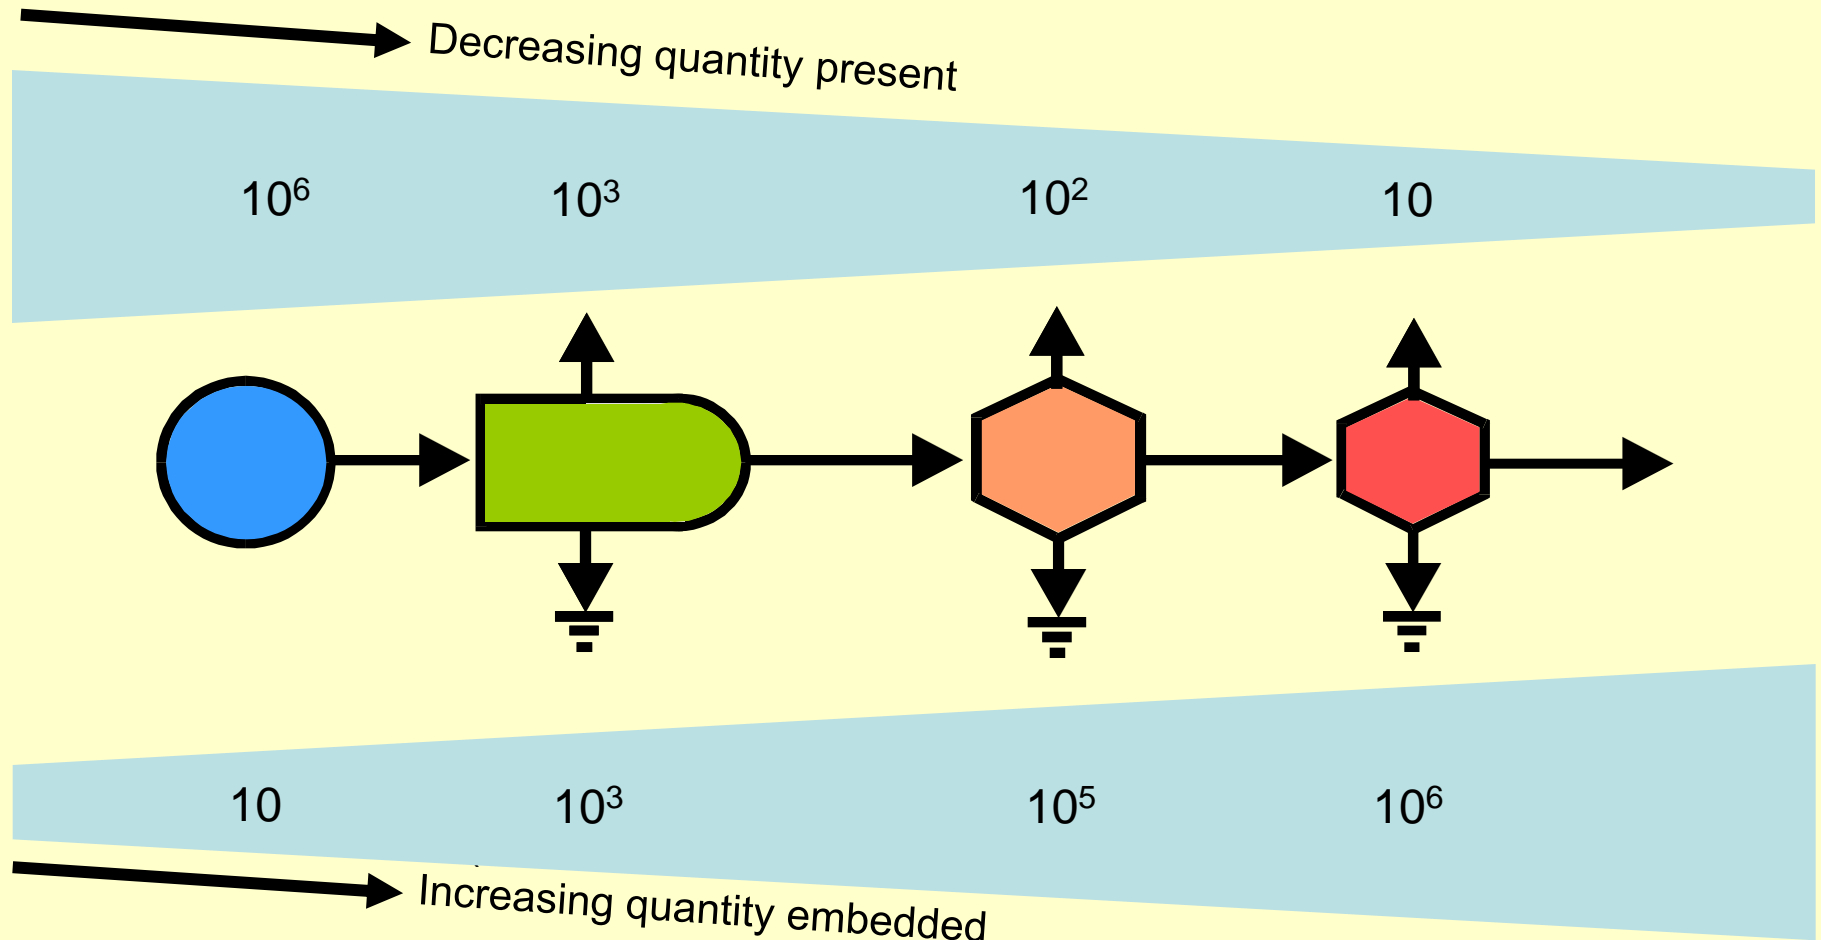 Decreasing quantity present
10⁶ 10³ 10² 10
10 10³ 10⁵ 10⁶
Increasing quantity embedded